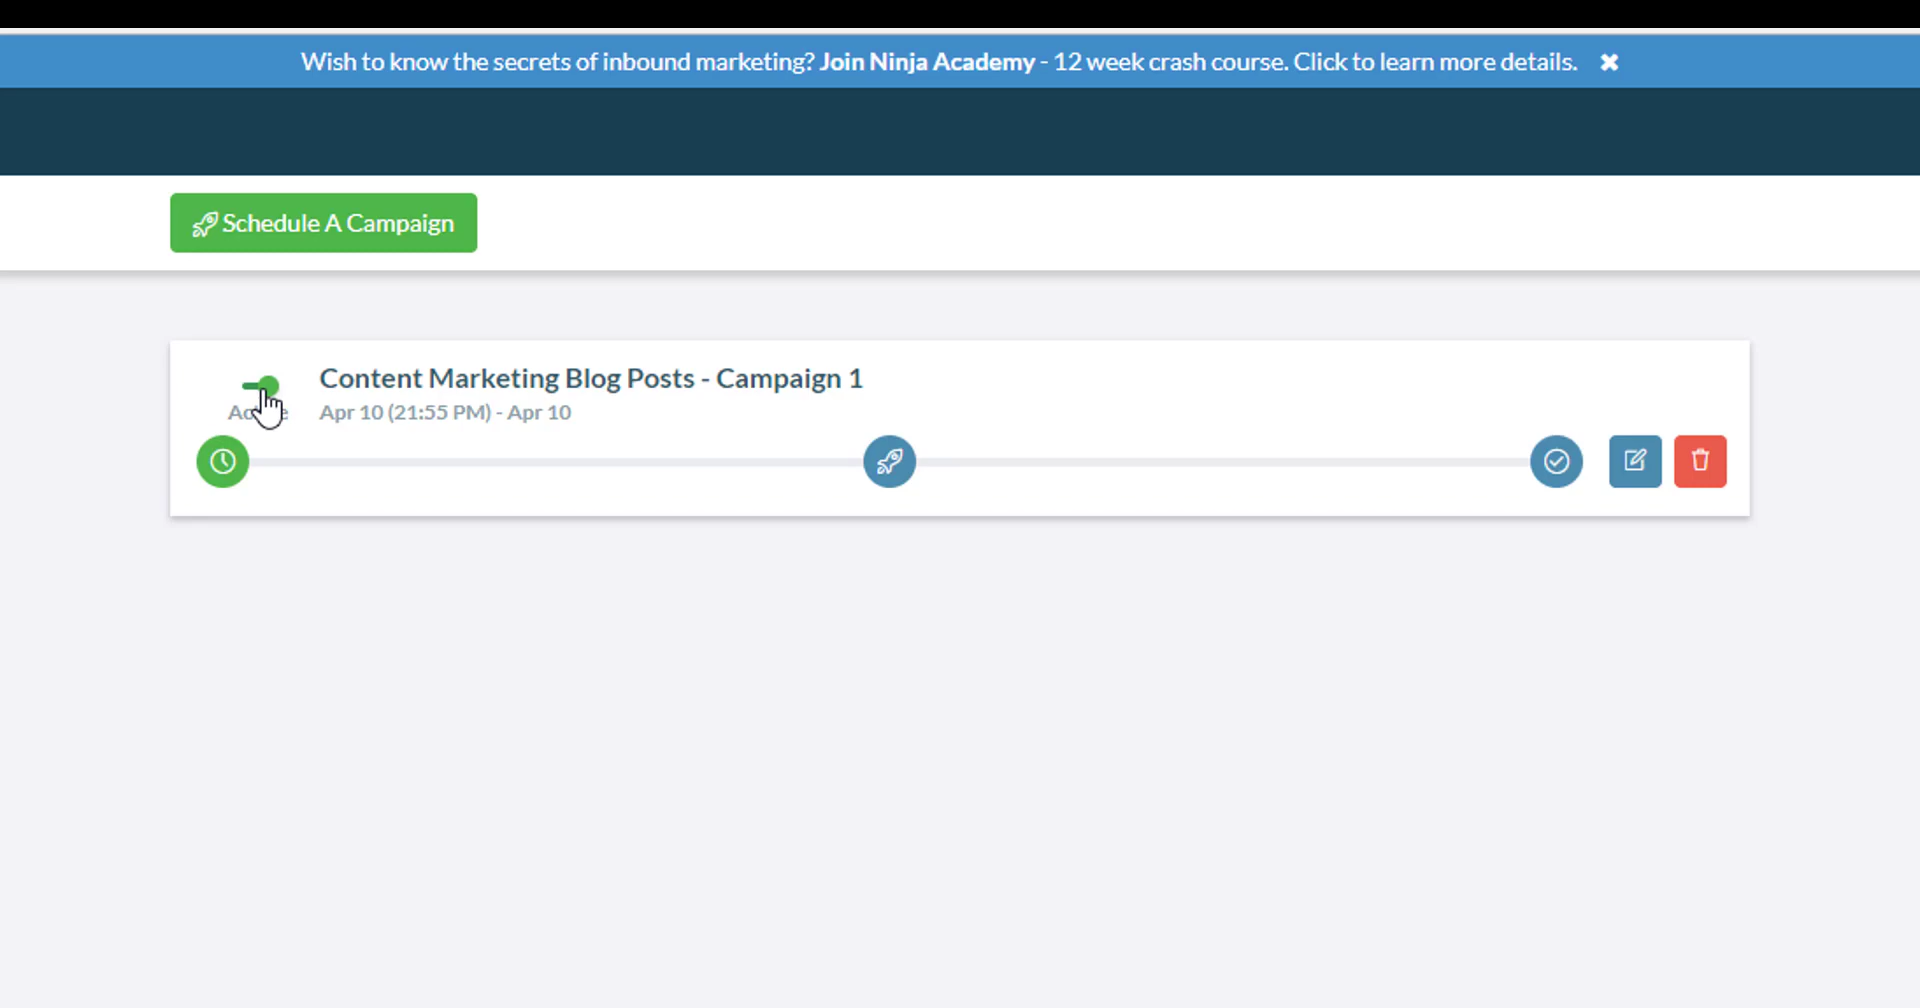 Wish to know the secrets of inbound marketing? Join Ninja Academy - 12 week crash course. Click to learn more details. ✖
Schedule A Campaign
Content Marketing Blog Posts - Campaign 1
Apr 10 (21:55 PM) - Apr 10